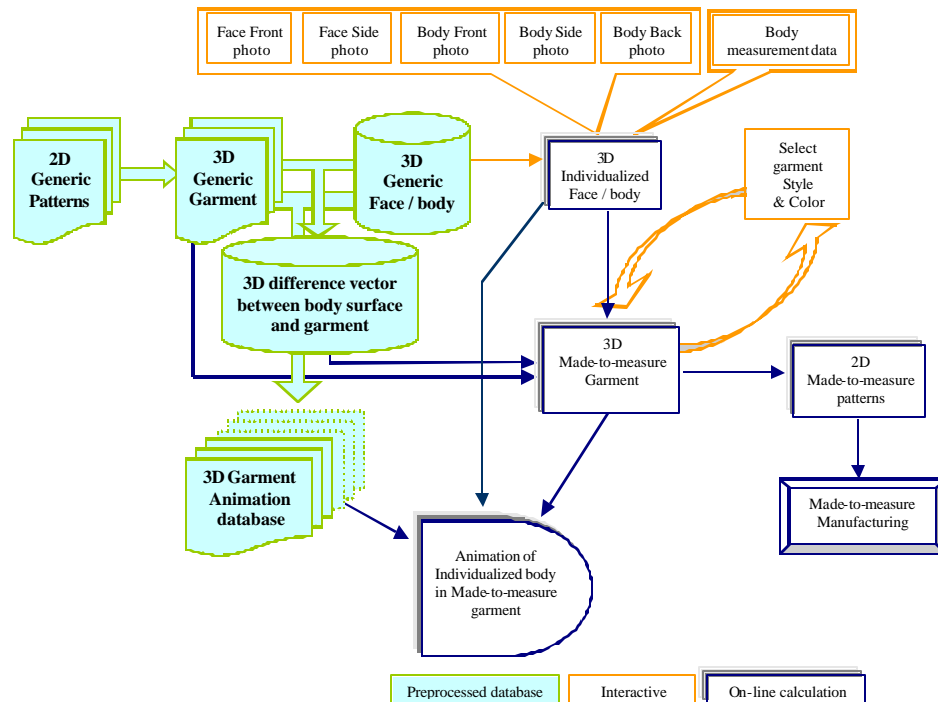 Face Front
photo
Face Side
photo
Body Front
photo
Body Side
photo
Body Back
photo
Body
measurement data
2D
Generic
Patterns
3D
Generic
Garment
3D
Generic
Face / body
3D
Individualized
Face / body
Select
garment
Style
& Color
3D difference vector
between body surface
and garment
3D
Made-to-measure
Garment
2D
Made-to-measure
patterns
3D Garment
Animation
database
Made-to-measure
Manufacturing
Animation of
Individualized body
in Made-to-measure
garment
Preprocessed database
Interactive
On-line calculation